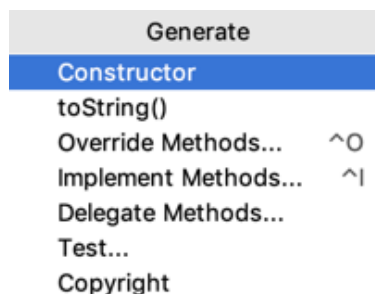 Generate
Constructor
toString()
Override Methods... ^O
Implement Methods... ^I
Delegate Methods...
Test...
Copyright